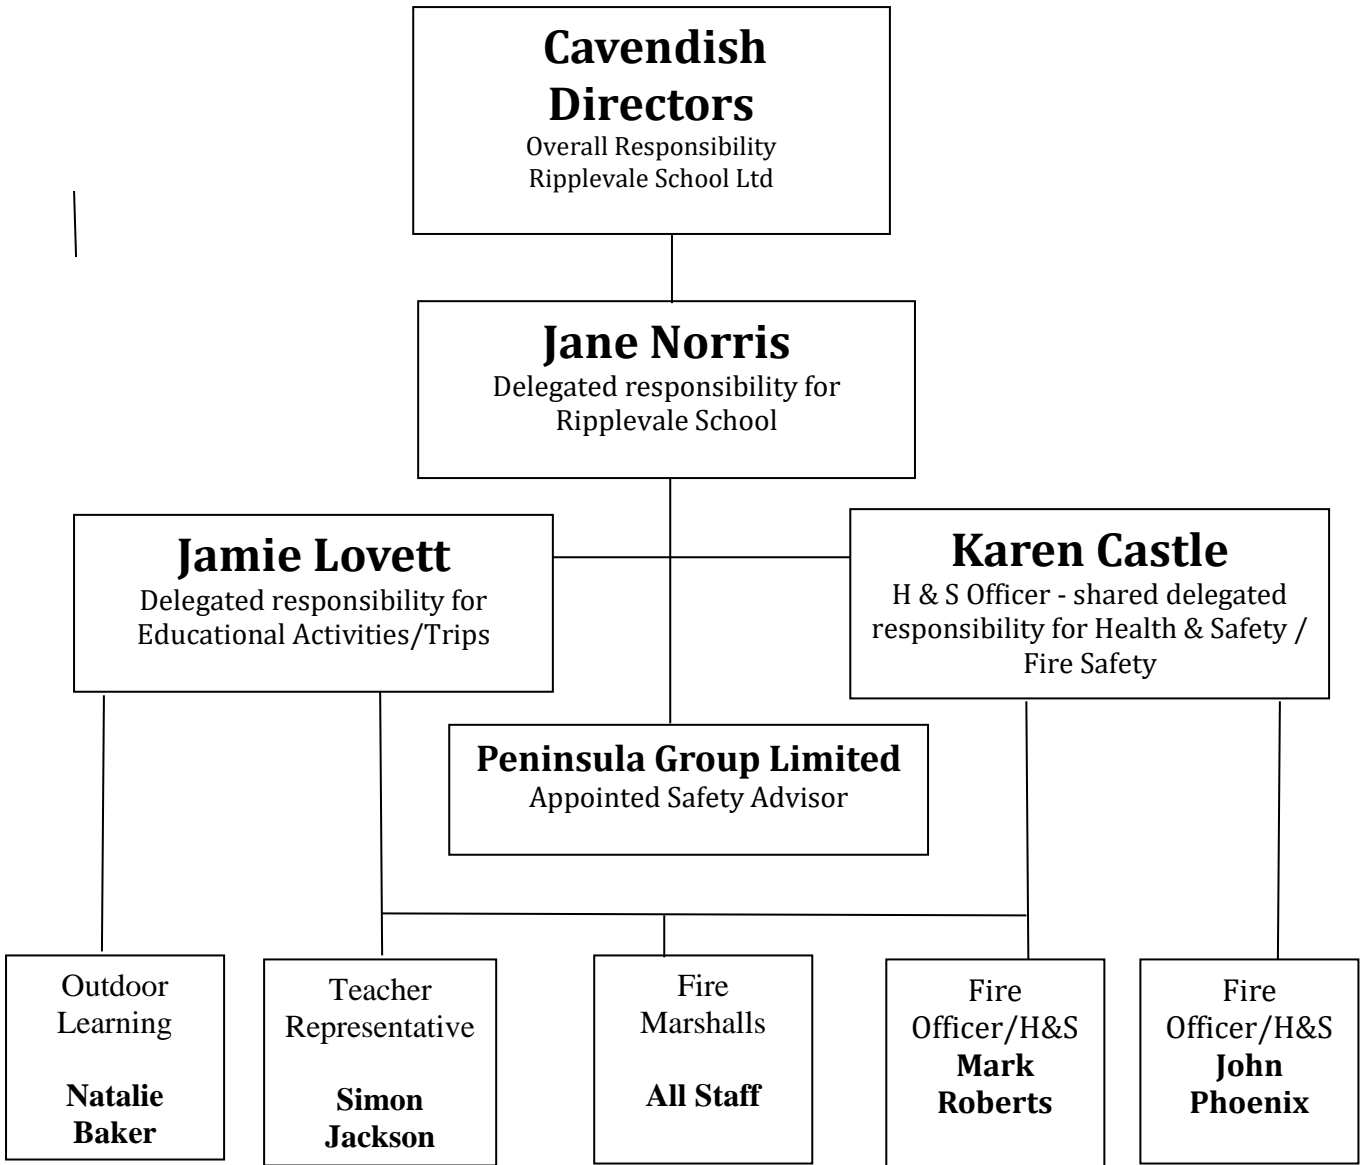 Cavendish
Directors
Overall Responsibility
Ripplevale School Ltd
Jane Norris
Delegated responsibility for
Ripplevale School
Jamie Lovett
Delegated responsibility for
Educational Activities/Trips
Karen Castle
H & S Officer - shared delegated
responsibility for Health & Safety /
Fire Safety
Peninsula Group Limited
Appointed Safety Advisor
Outdoor
Learning
Natalie
Baker
Teacher
Representative
Simon
Jackson
Fire
Marshalls
All Staff
Fire
Officer/H&S
Mark
Roberts
Fire
Officer/H&S
John
Phoenix